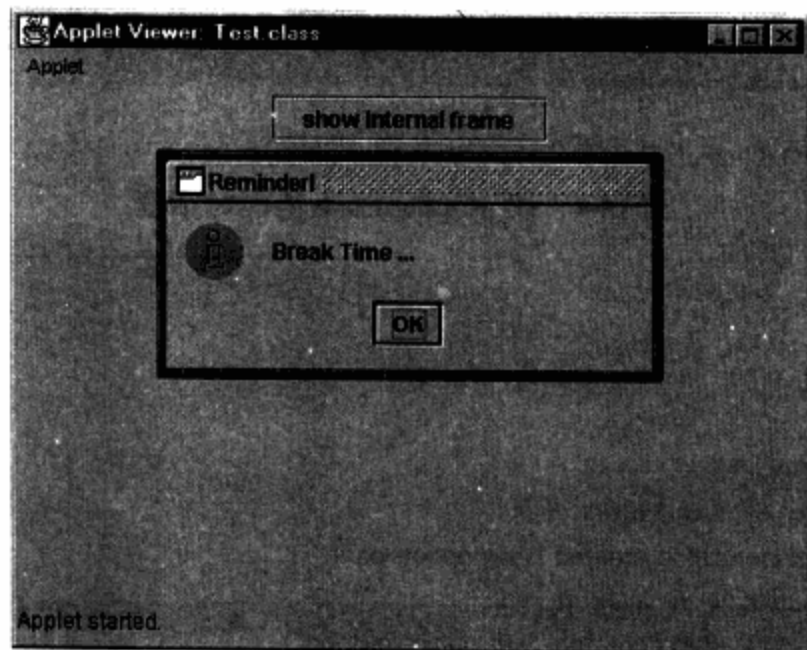 Applet Viewer: Test.class
Applet
show internal frame
Reminder!
Break Time ...
OK
Applet started.